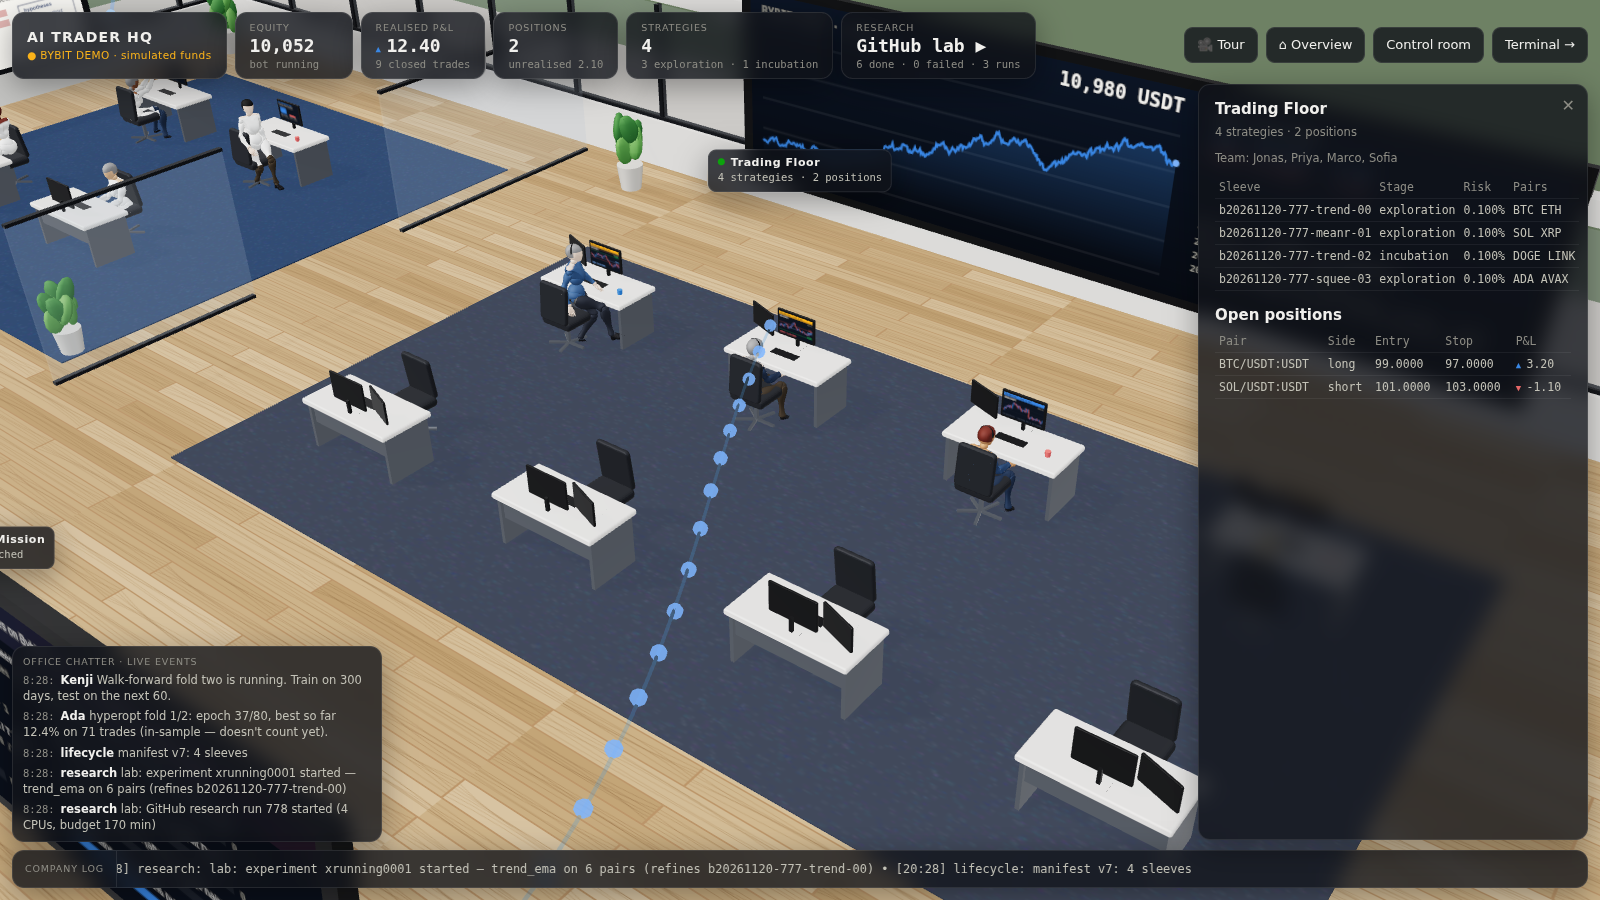 AI TRADER HQ
● BYBIT DEMO · simulated funds
EQUITY
10,052
bot running
REALISED P&L
▲ 12.40
9 closed trades
POSITIONS
2
unrealised 2.10
STRATEGIES
4
3 exploration · 1 incubation
RESEARCH
GitHub lab ▶
6 done · 0 failed · 3 runs
🎥 Tour
⌂ Overview
Control room
Terminal →
10,980 USDT
Trading Floor
4 strategies · 2 positions
Trading Floor
×
4 strategies · 2 positions
Team: Jonas, Priya, Marco, Sofia
Sleeve Stage Risk Pairs
b20261120-777-trend-00 exploration 0.100% BTC ETH
b20261120-777-meanr-01 exploration 0.100% SOL XRP
b20261120-777-trend-02 incubation 0.100% DOGE LINK
b20261120-777-squee-03 exploration 0.100% ADA AVAX
Open positions
Pair Side Entry Stop P&L
BTC/USDT:USDT long 99.0000 97.0000 ▲ 3.20
SOL/USDT:USDT short 101.0000 103.0000 ▼ -1.10
Mission
ched
OFFICE CHATTER · LIVE EVENTS
8:28: Kenji Walk-forward fold two is running. Train on 300
days, test on the next 60.
8:28: Ada hyperopt fold 1/2: epoch 37/80, best so far
12.4% on 71 trades (in-sample — doesn't count yet).
8:28: lifecycle manifest v7: 4 sleeves
8:28: research lab: experiment xrunning0001 started —
trend_ema on 6 pairs (refines b20261120-777-trend-00)
8:28: research lab: GitHub research run 778 started (4
CPUs, budget 170 min)
COMPANY LOG
8] research: lab: experiment xrunning0001 started — trend_ema on 6 pairs (refines b20261120-777-trend-00) • [20:28] lifecycle: manifest v7: 4 sleeves